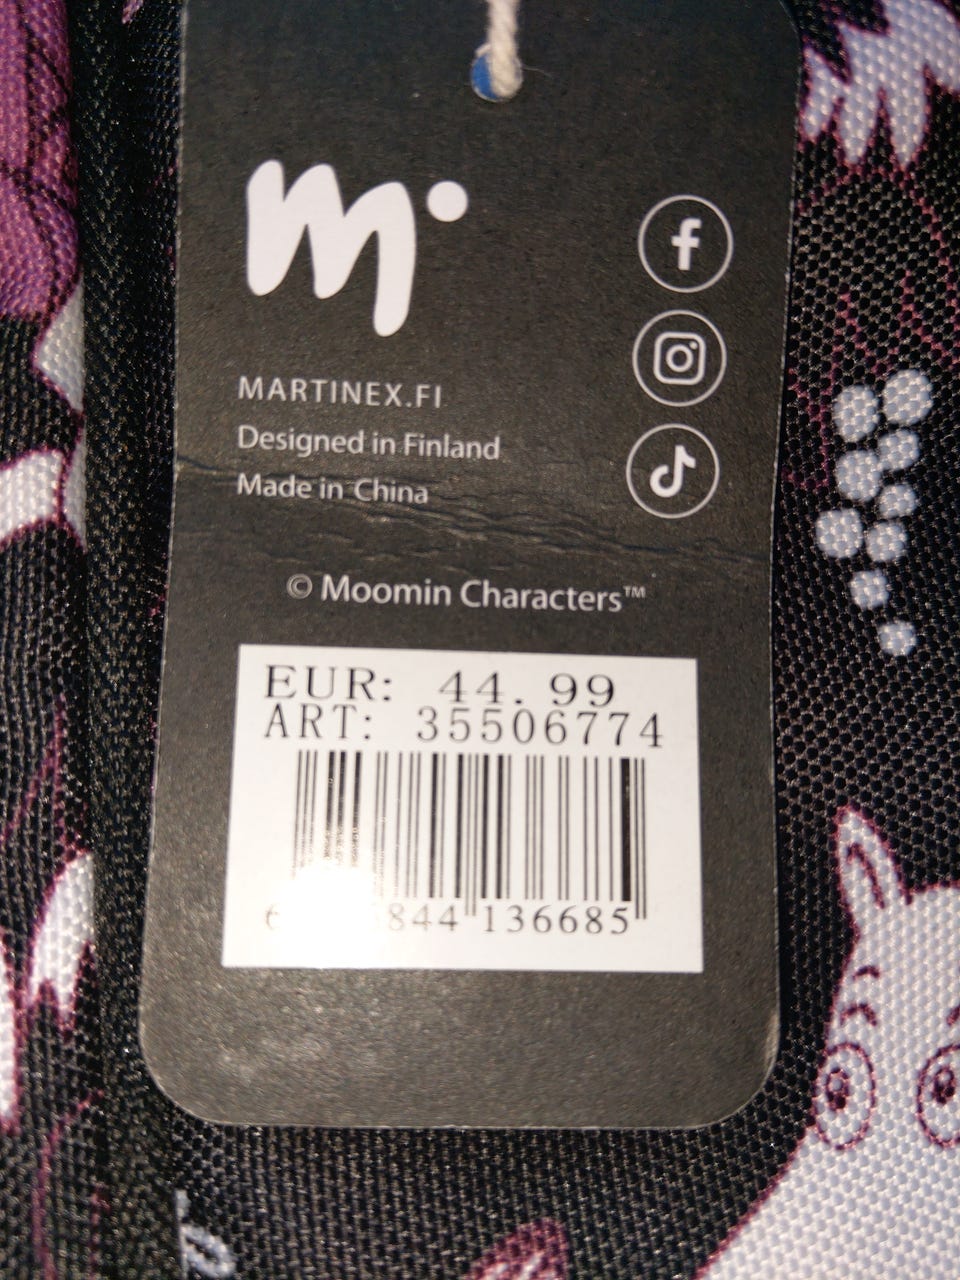 m
MARTINEX.FI
Designed in Finland
Made in China
© Moomin Characters™
EUR: 44.99
ART: 35506774
844 136685